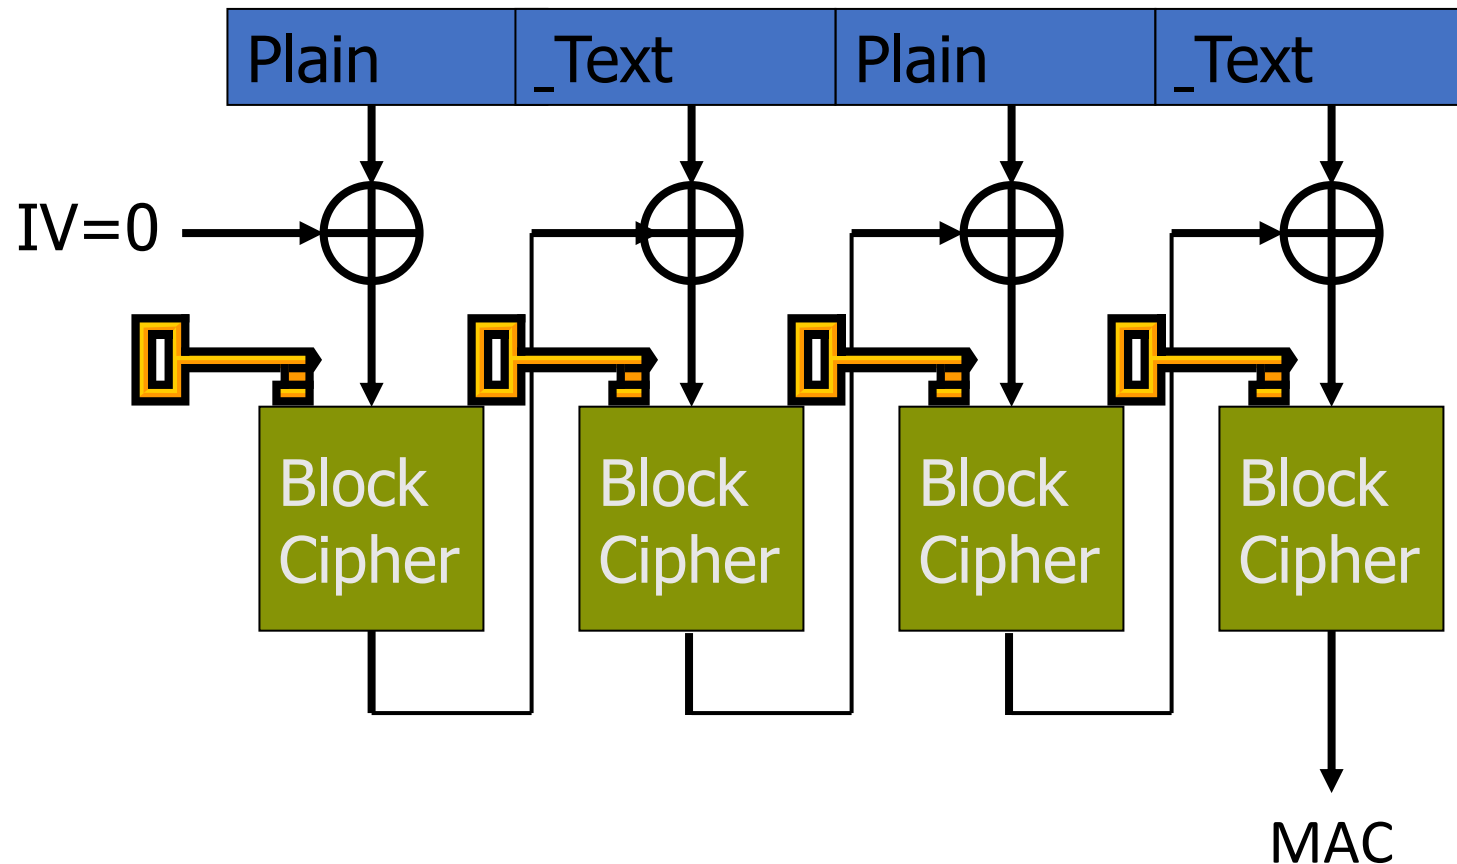 Plain _Text Plain _Text
IV=0
Block Block Block Block
Cipher Cipher Cipher Cipher
MAC